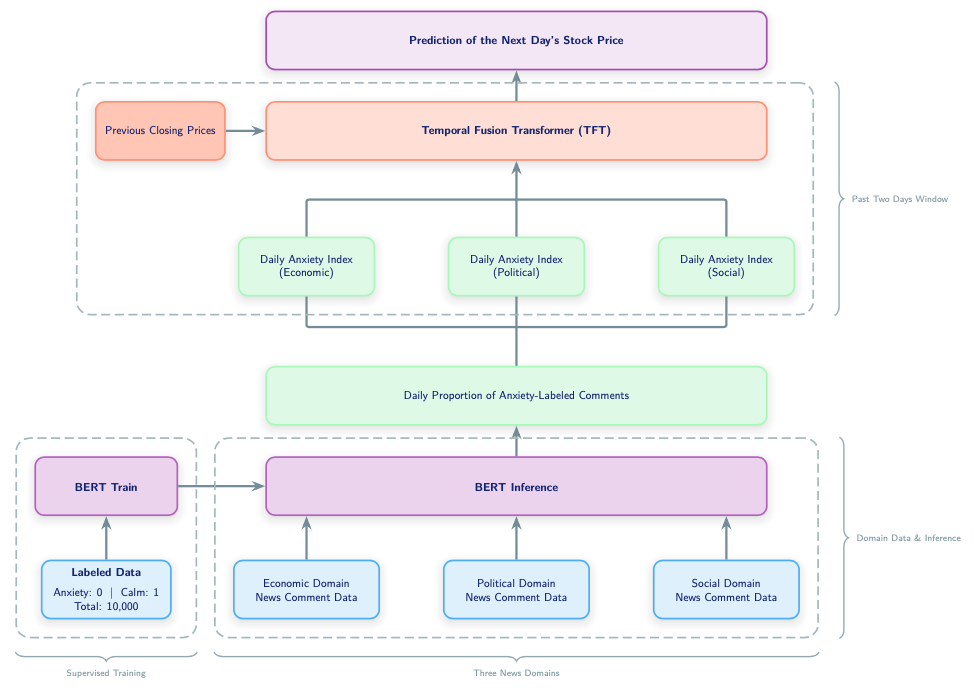 Prediction of the Next Day's Stock Price
Previous Closing Prices
Temporal Fusion Transformer (TFT)
Past Two Days Window
Daily Anxiety Index
(Economic)
Daily Anxiety Index
(Political)
Daily Anxiety Index
(Social)
Daily Proportion of Anxiety-Labeled Comments
BERT Train
BERT Inference
Domain Data & Inference
Labeled Data
Anxiety: 0 | Calm: 1
Total: 10,000
Economic Domain
News Comment Data
Political Domain
News Comment Data
Social Domain
News Comment Data
Supervised Training
Three News Domains